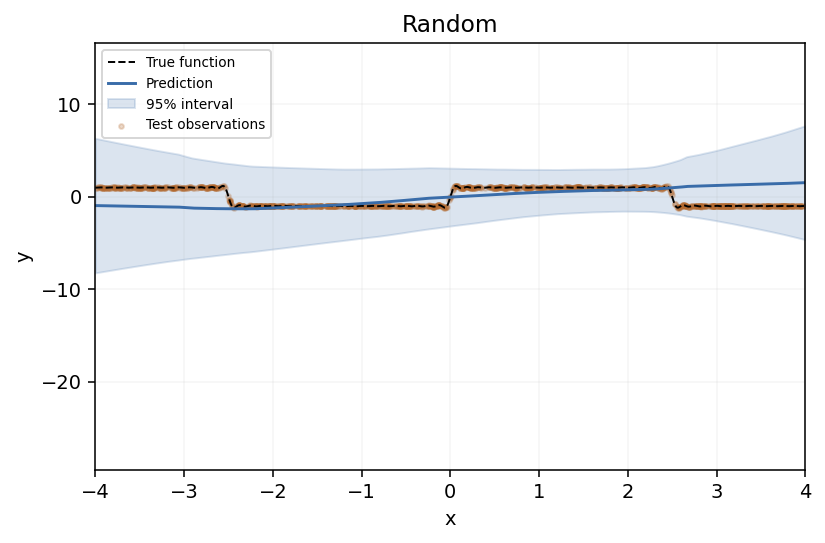 Random
True function
Prediction
95% interval
Test observations
10
0
−10
−20
y
−4
−3
−2
−1
0
1
2
3
4
x